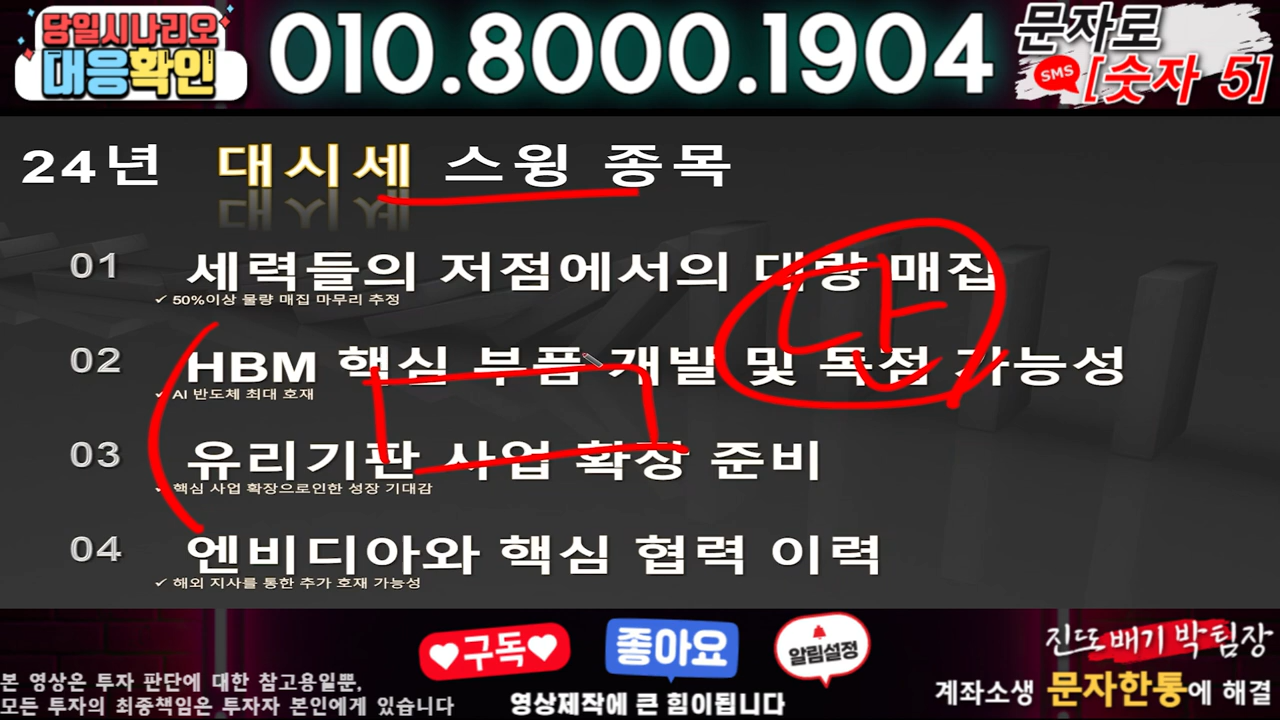 당일시나리오
대응확인
010.8000.1904
문자로
SMS
[숫자 5]
24년 대시세 스윙 종목
01 세력들의 저점에서의 대량 매집
✓ 50%이상 물량 매집 마무리 추정
02 HBM 핵심 부품 개발 및 독점 가능성
✓ AI 반도체 최대 호재
03 유리기판 사업 확장 준비
✓ 핵심 사업 확장으로인한 성장 기대감
04 엔비디아와 핵심 협력 이력
✓ 해외 지사를 통한 추가 호재 가능성
구독
좋아요
알림설정
영상제작에 큰 힘이됩니다
본 영상은 투자 판단에 대한 참고용일뿐,
모든 투자의 최종책임은 투자자 본인에게 있습니다
진또배기 박팀장
계좌소생 문자한통에 해결